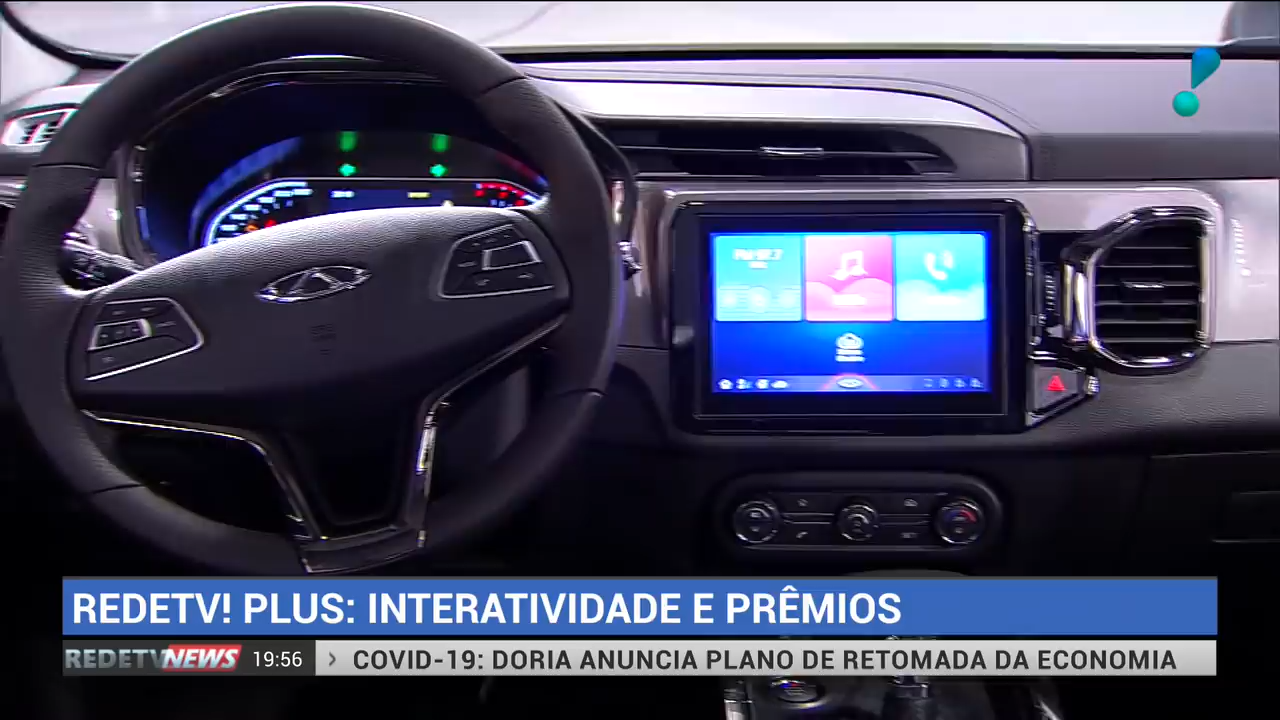 REDETV! PLUS: INTERATIVIDADE E PRÊMIOS
REDETV NEWS 19:56 › COVID-19: DORIA ANUNCIA PLANO DE RETOMADA DA ECONOMIA